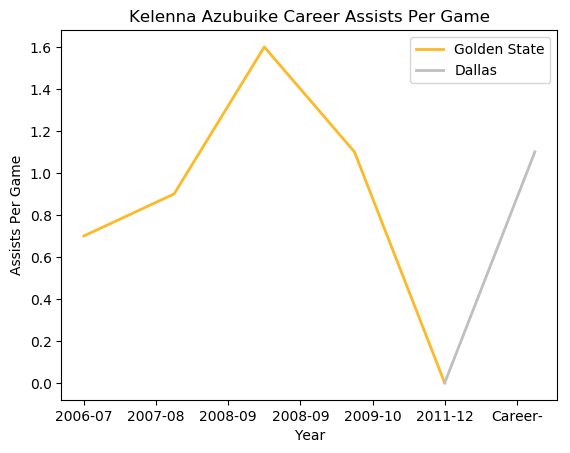 Kelenna Azubuike Career Assists Per Game
Golden State
Dallas
Assists Per Game
1.6
1.4
1.2
1.0
0.8
0.6
0.4
0.2
0.0
2006-07 2007-08 2008-09 2008-09 2009-10 2011-12 Career-
Year